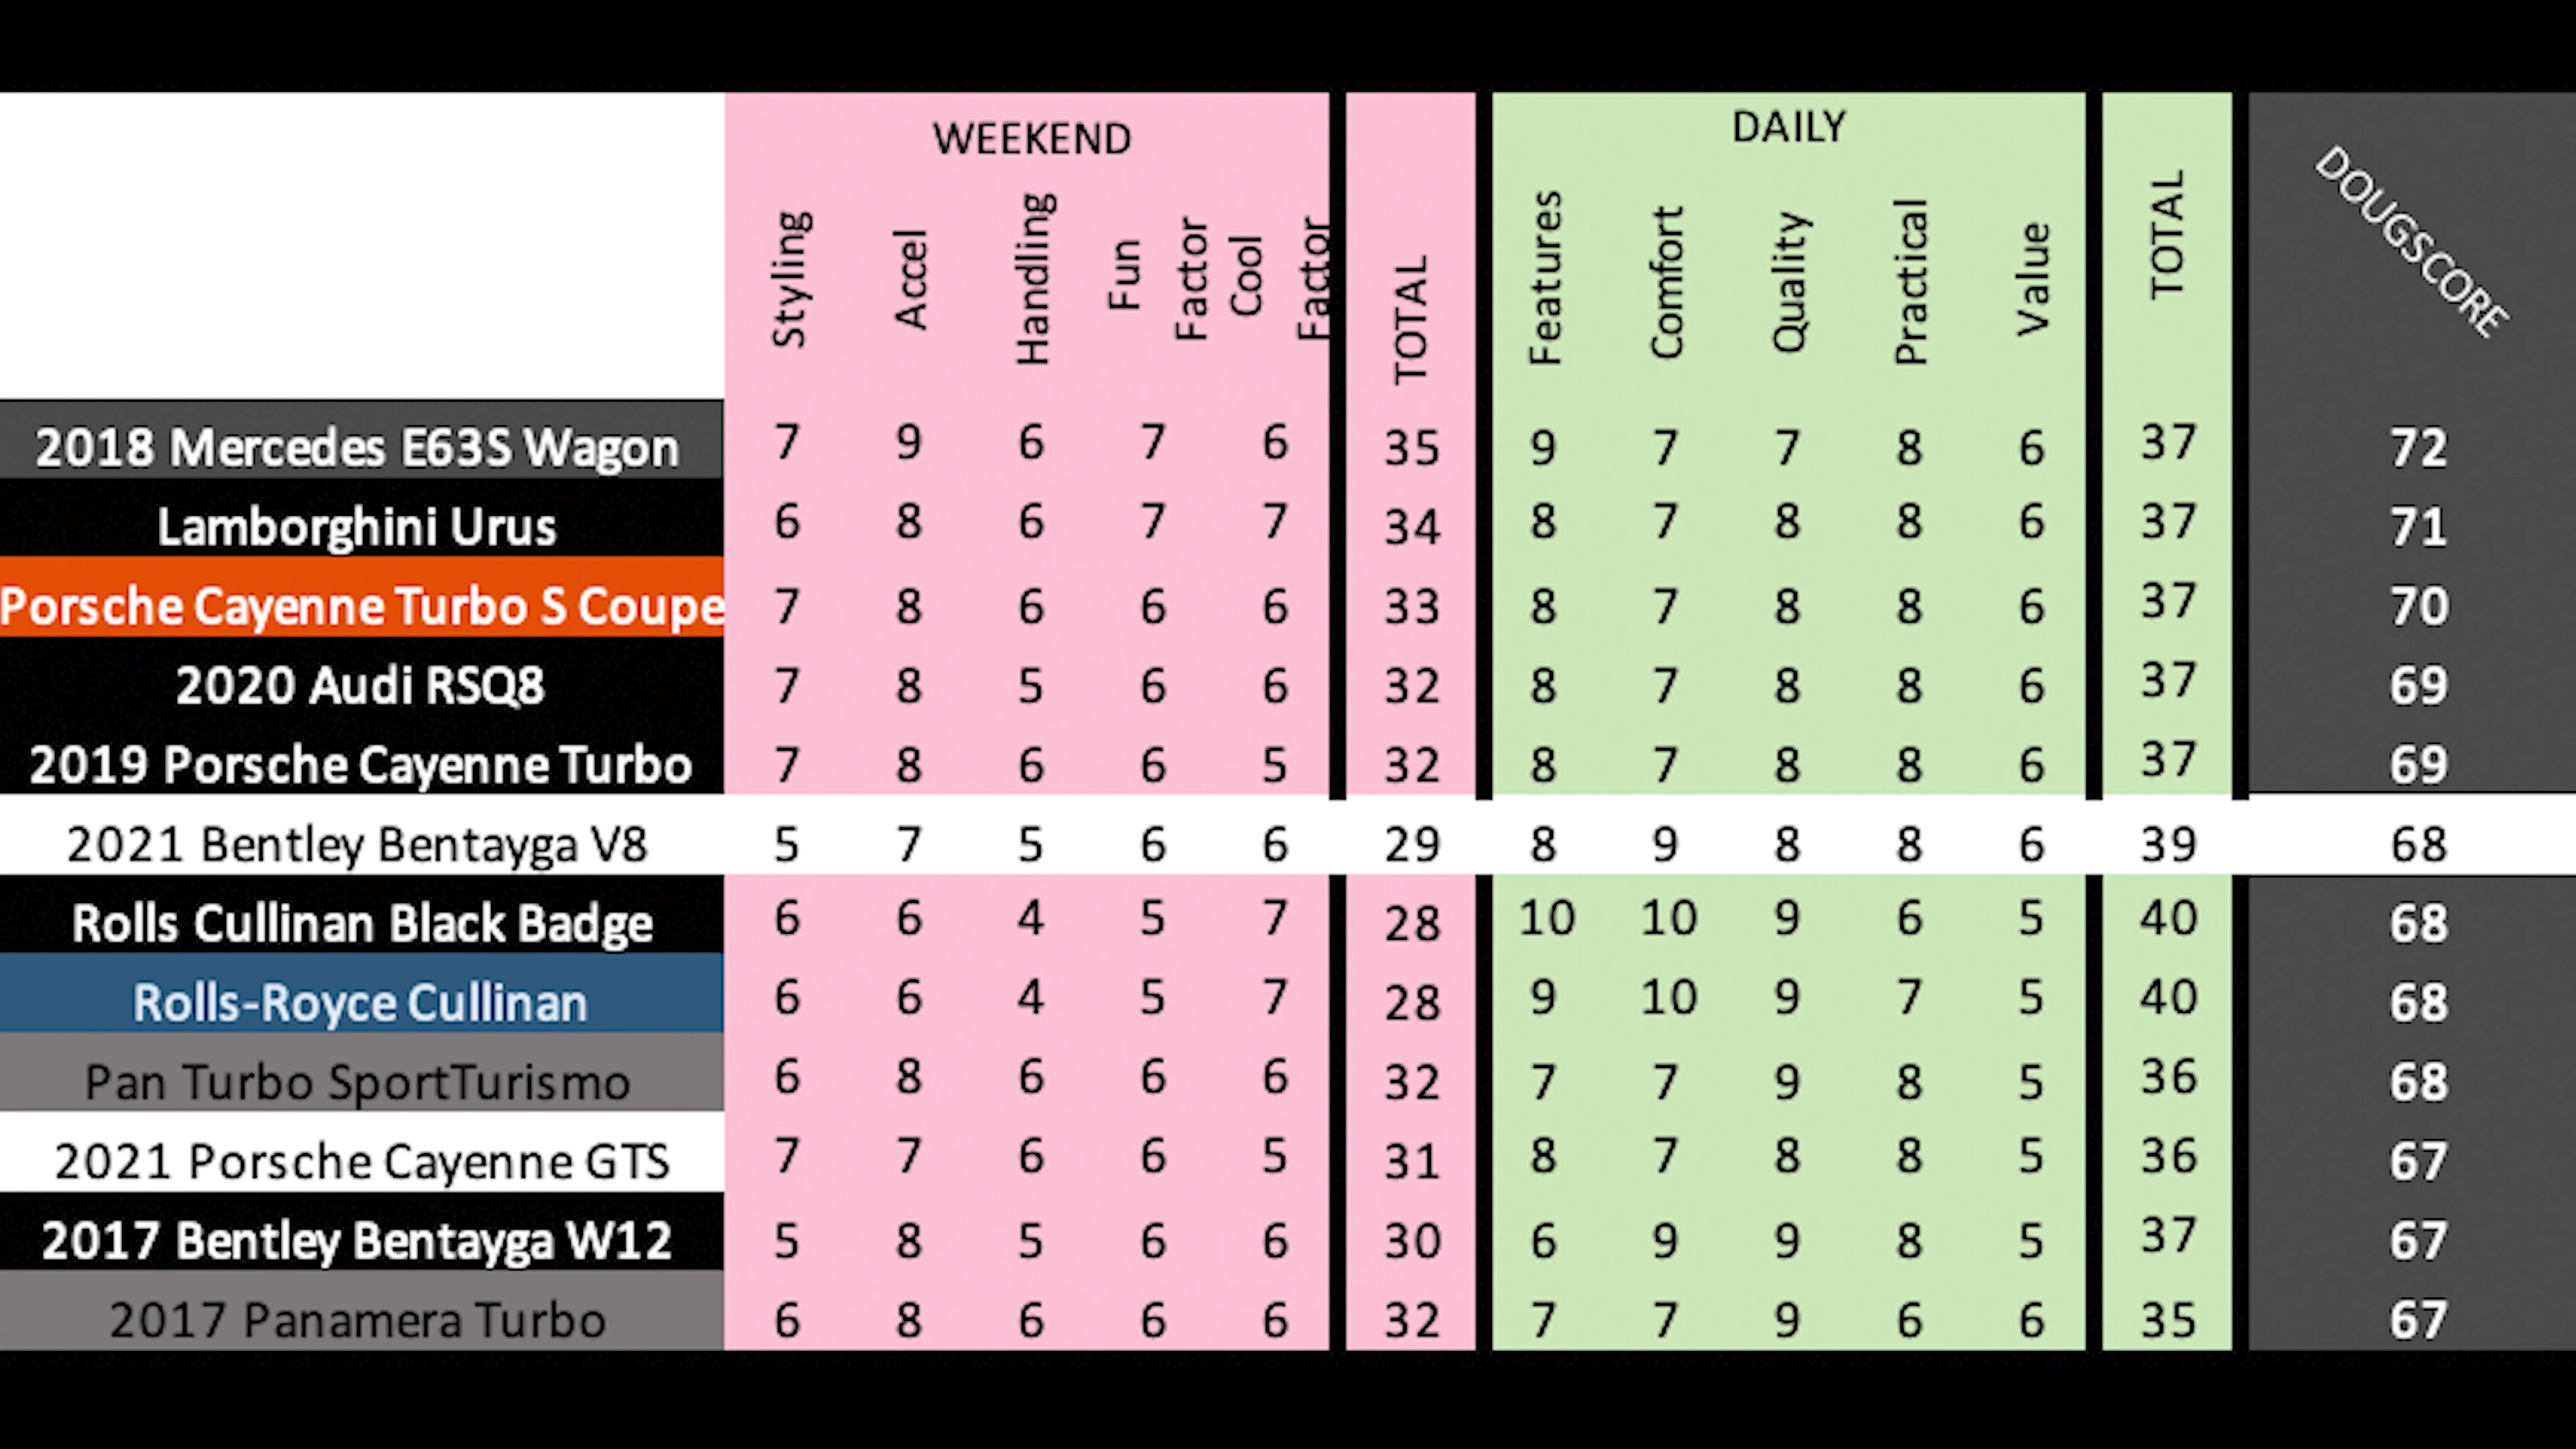 WEEKEND DAILY
Styling Accel Handling Fun Factor Cool Factor TOTAL Features Comfort Quality Practical Value TOTAL DOUGSCORE
2018 Mercedes E63S Wagon 7 9 6 7 6 35 9 7 7 8 6 37 72
Lamborghini Urus 6 8 6 7 7 34 8 7 8 8 6 37 71
Porsche Cayenne Turbo S Coupe 7 8 6 6 6 33 8 7 8 8 6 37 70
2020 Audi RSQ8 7 8 5 6 6 32 8 7 8 8 6 37 69
2019 Porsche Cayenne Turbo 7 8 6 6 5 32 8 7 8 8 6 37 69
2021 Bentley Bentayga V8 5 7 5 6 6 29 8 9 8 8 6 39 68
Rolls Cullinan Black Badge 6 6 4 5 7 28 10 10 9 6 5 40 68
Rolls-Royce Cullinan 6 6 4 5 7 28 9 10 9 7 5 40 68
Pan Turbo SportTurismo 6 8 6 6 6 32 7 7 9 8 5 36 68
2021 Porsche Cayenne GTS 7 7 6 6 5 31 8 7 8 8 5 36 67
2017 Bentley Bentayga W12 5 8 5 6 6 30 6 9 9 8 5 37 67
2017 Panamera Turbo 6 8 6 6 6 32 7 7 9 6 6 35 67